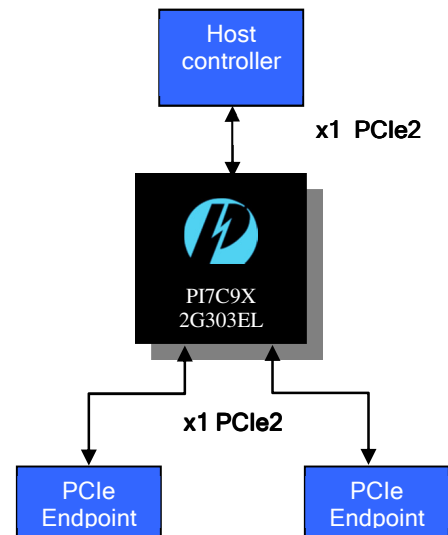 Host
controller
x1 PCIe2
PI7C9X
2G303EL
x1 PCIe2
PCIe
Endpoint
PCIe
Endpoint